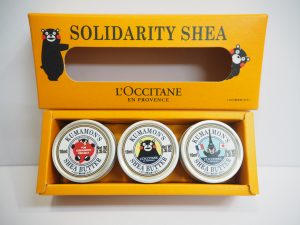 SOLIDARITY SHEA
L'OCCITANE
EN PROVENCE
KUMAMON'S
SHEA BUTTER
KUMAMON'S
SHEA BUTTER
KUMAMON'S
SHEA BUTTER